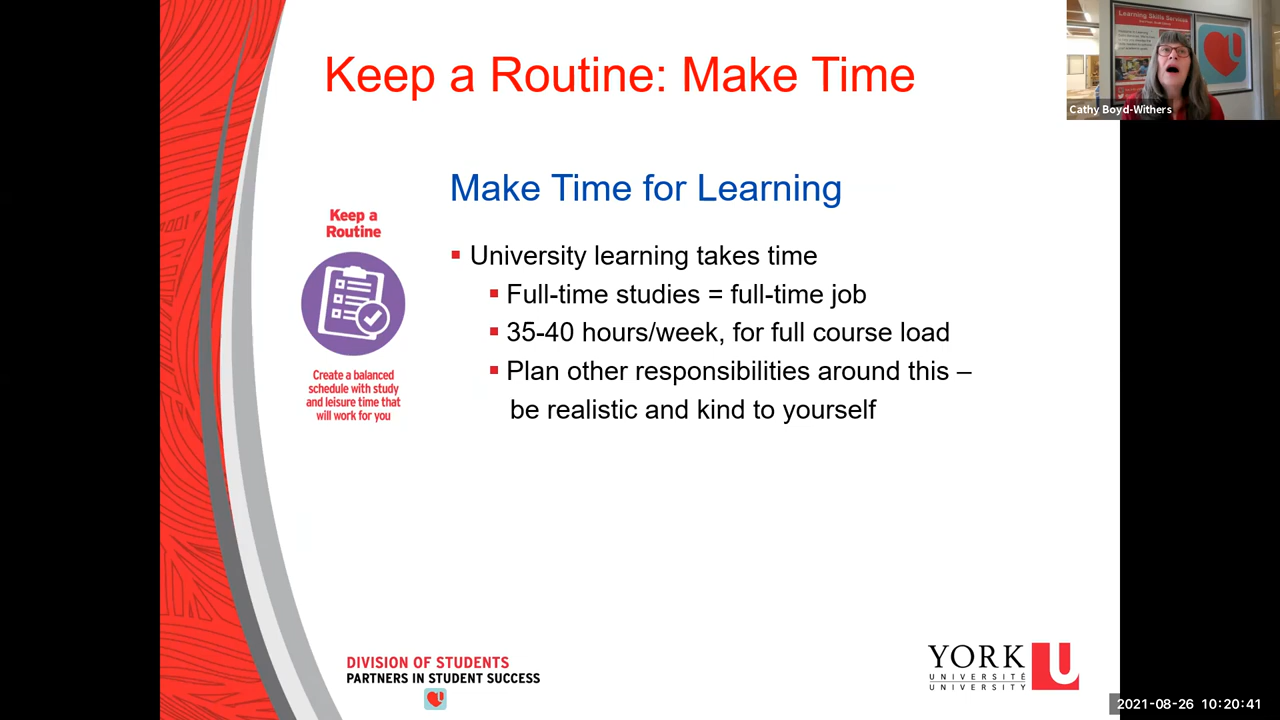 Keep a Routine: Make Time
Learning Skills Services
Cathy Boyd-Withers
Make Time for Learning
Keep a
Routine
Create a balanced
schedule with study
and leisure time that
will work for you
University learning takes time
Full-time studies = full-time job
35-40 hours/week, for full course load
Plan other responsibilities around this –
be realistic and kind to yourself
DIVISION OF STUDENTS
PARTNERS IN STUDENT SUCCESS
YORK U
UNIVERSITÉ
UNIVERSITY
2021-08-26 10:20:41